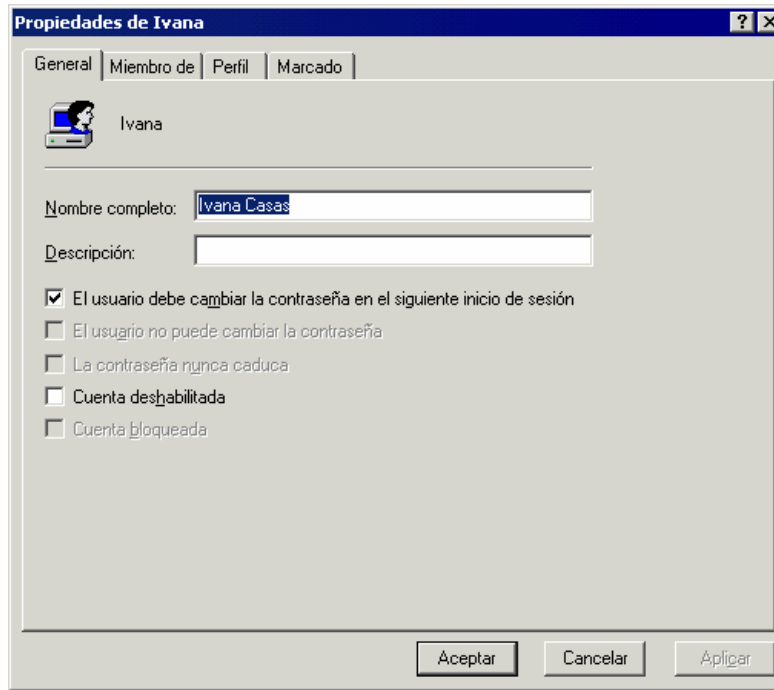 Propiedades de Ivana
General Miembro de Perfil Marcado
Ivana
Nombre completo: Ivana Casas
Descripción:
El usuario debe cambiar la contraseña en el siguiente inicio de sesión
El usuario no puede cambiar la contraseña
La contraseña nunca caduca
Cuenta deshabilitada
Cuenta bloqueada
Aceptar Cancelar Aplicar